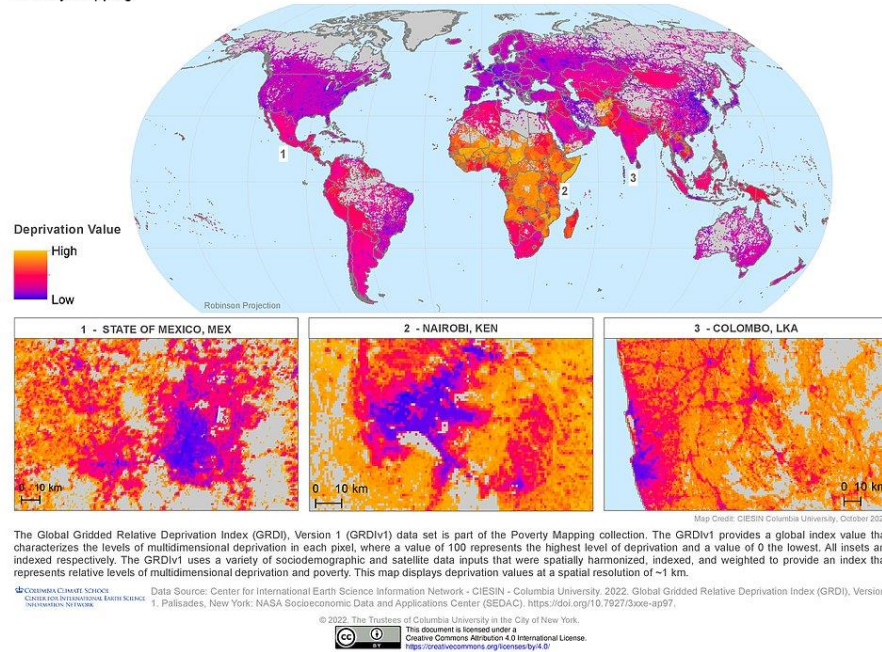 1
2
3
Deprivation Value
High
Low
Robinson Projection
1 - STATE OF MEXICO, MEX
2 - NAIROBI, KEN
3 - COLOMBO, LKA
0 10 km
0 10 km
0 10 km
Map Credit: CIESIN Columbia University, October
The Global Gridded Relative Deprivation Index (GRDI), Version 1 (GRDIv1) data set is part of the Poverty Mapping collection. The GRDIv1 provides a global index value
characterizes the levels of multidimensional deprivation in each pixel, where a value of 100 represents the highest level of deprivation and a value of 0 the lowest. All insets
indexed respectively. The GRDIv1 uses a variety of sociodemographic and satellite data inputs that were spatially harmonized, indexed, and weighted to provide an index
represents relative levels of multidimensional deprivation and poverty. This map displays deprivation values at a spatial resolution of ~1 km.
COLUMBIA CLIMATE SCHOOL
CENTER FOR INTERNATIONAL EARTH SCIENCE
INFORMATION NETWORK
Data Source: Center for International Earth Science Information Network - CIESIN - Columbia University. 2022. Global Gridded Relative Deprivation Index (GRDI),
1. Palisades, New York: NASA Socioeconomic Data and Applications Center (SEDAC). https://doi.org/10.7927/3xxe-ap97.
© 2022. The Trustees of Columbia University in the City of New York.
cc
BY
This document is licensed under a
Creative Commons Attribution 4.0 International License.
https://creativecommons.org/licenses/by/4.0/